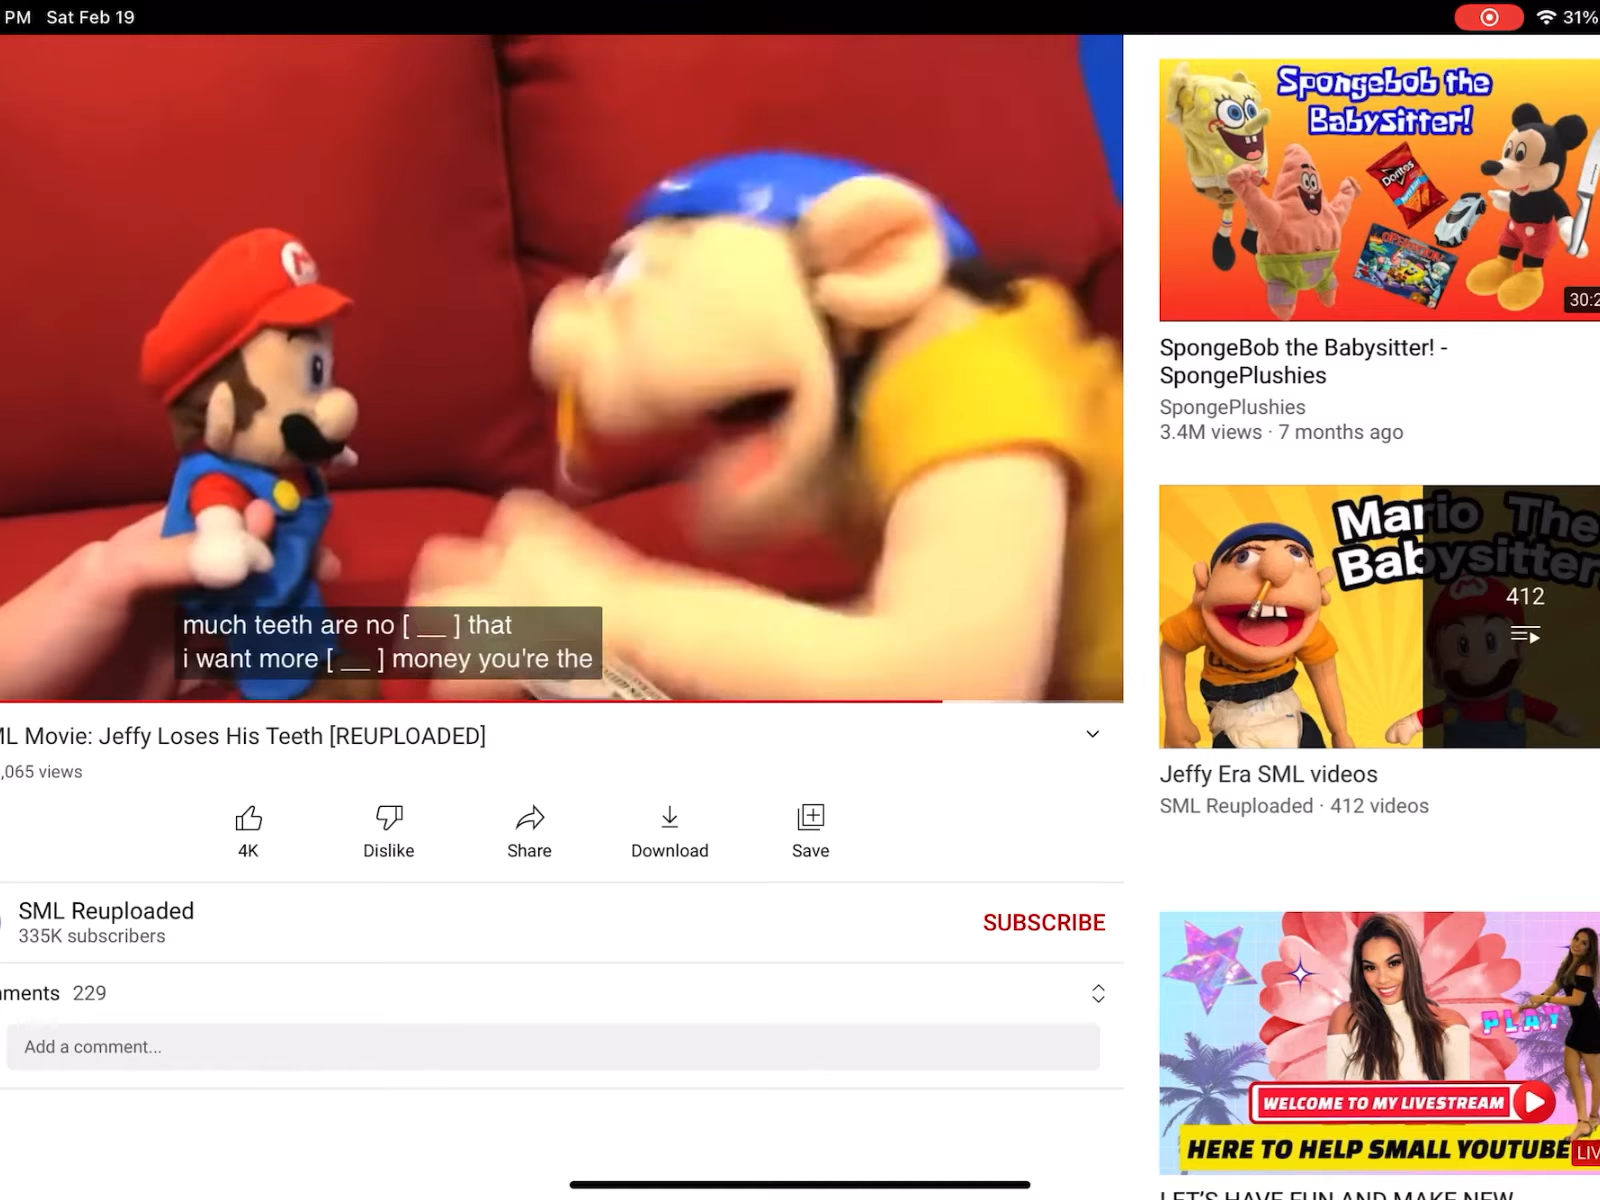 PM Sat Feb 19
31%
much teeth are no [ __ ] that
i want more [ __ ] money you're the
ML Movie: Jeffy Loses His Teeth [REUPLOADED]
,065 views
4K
Dislike
Share
Download
Save
SML Reuploaded
335K subscribers
SUBSCRIBE
mments 229
Add a comment...
Spongebob the
Babysitter!
Doritos
OPERATION
30:2
SpongeBob the Babysitter! -
SpongePlushies
SpongePlushies
3.4M views · 7 months ago
Mario The
Babysitter
412
Jeffy Era SML videos
SML Reuploaded · 412 videos
PLAY
WELCOME TO MY LIVESTREAM
HERE TO HELP SMALL YOUTUBE
LIV
LET'S HAVE FUN AND MAKE NEW